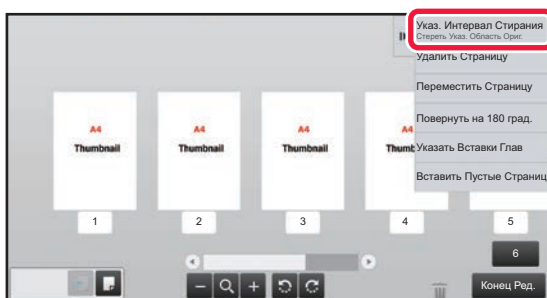 Указ. Интервал Стирания
Стереть Указ. Область Ориг.
Удалить Страницу
Переместить Страницу
Повернуть на 180 град.
Указать Вставки Глав
Вставить Пустые Страниц
A4
Thumbnail
A4
Thumbnail
A4
Thumbnail
A4
Thumb
1
2
3
4
5
6
Конец Ред.